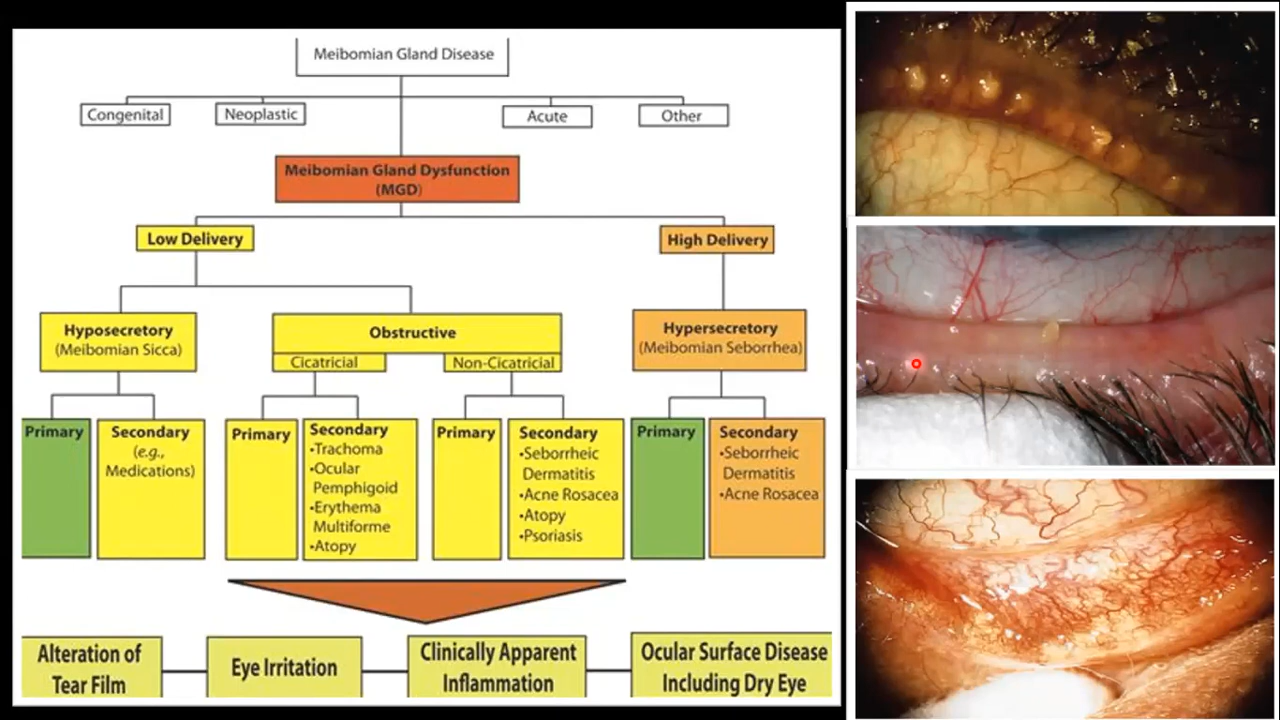 Meibomian Gland Disease
Congenital
Neoplastic
Acute
Other
Meibomian Gland Dysfunction
(MGD)
Low Delivery
High Delivery
Hyposecretory
(Meibomian Sicca)
Obstructive
Cicatricial
Non-Cicatricial
Hypersecretory
(Meibomian Seborrhea)
Primary
Secondary
(e.g.,
Medications)
Primary
Secondary
•Trachoma
•Ocular
Pemphigoid
•Erythema
Multiforme
•Atopy
Primary
Secondary
•Seborrheic
Dermatitis
•Acne Rosacea
•Atopy
•Psoriasis
Primary
Secondary
•Seborrheic
Dermatitis
•Acne Rosacea
Alteration of
Tear Film
Eye Irritation
Clinically Apparent
Inflammation
Ocular Surface Disease
Including Dry Eye